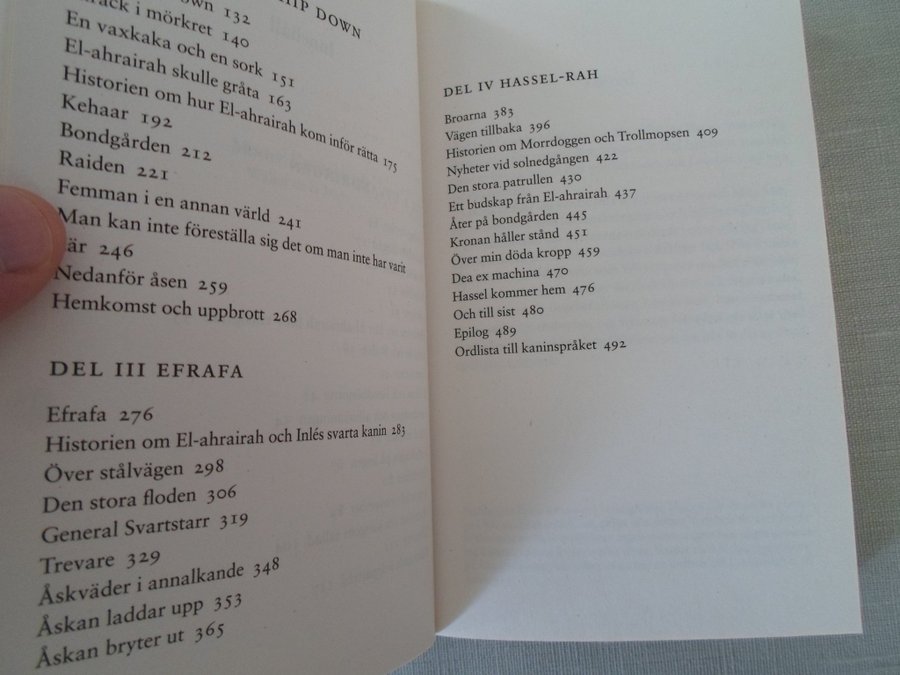 HIP DOWN
132
i mörkret 140
En vaxkaka och en sork 151
El-ahrairah skulle gråta 163
Historien om hur El-ahrairah kom inför rätta 175
Kehaar 192
Bondgården 212
Raiden 221
Femman i en annan värld 241
Man kan inte föreställa sig det om man inte har varit
där 246
Nedanför åsen 259
Hemkomst och uppbrott 268
DEL III EFRAFA
Efrafa 276
Historien om El-ahrairah och Inlés svarta kanin 283
Över stålvägen 298
Den stora floden 306
General Svartstarr 319
Trevare 329
Åskväder i annalkande 348
Åskan laddar upp 353
Åskan bryter ut 365
DEL IV HASSEL-RAH
Broarna 383
Vägen tillbaka 396
Historien om Morrdoggen och Trollmopsen 409
Nyheter vid solnedgången 422
Den stora patrullen 430
Ett budskap från El-ahrairah 437
Åter på bondgården 445
Kronan håller stånd 451
Över min döda kropp 459
Dea ex machina 470
Hassel kommer hem 476
Och till sist 480
Epilog 489
Ordlista till kaninspråket 492